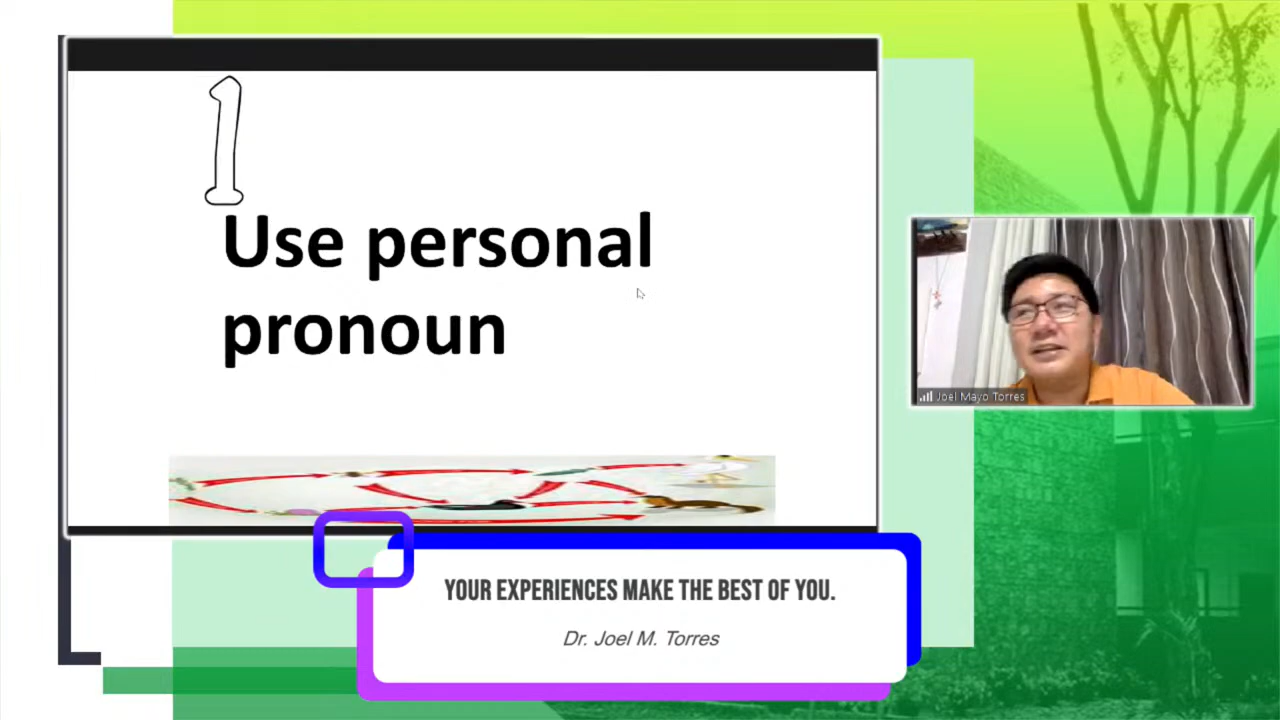 1
Use personal
pronoun
Joel Mayo Torres
YOUR EXPERIENCES MAKE THE BEST OF YOU.
Dr. Joel M. Torres